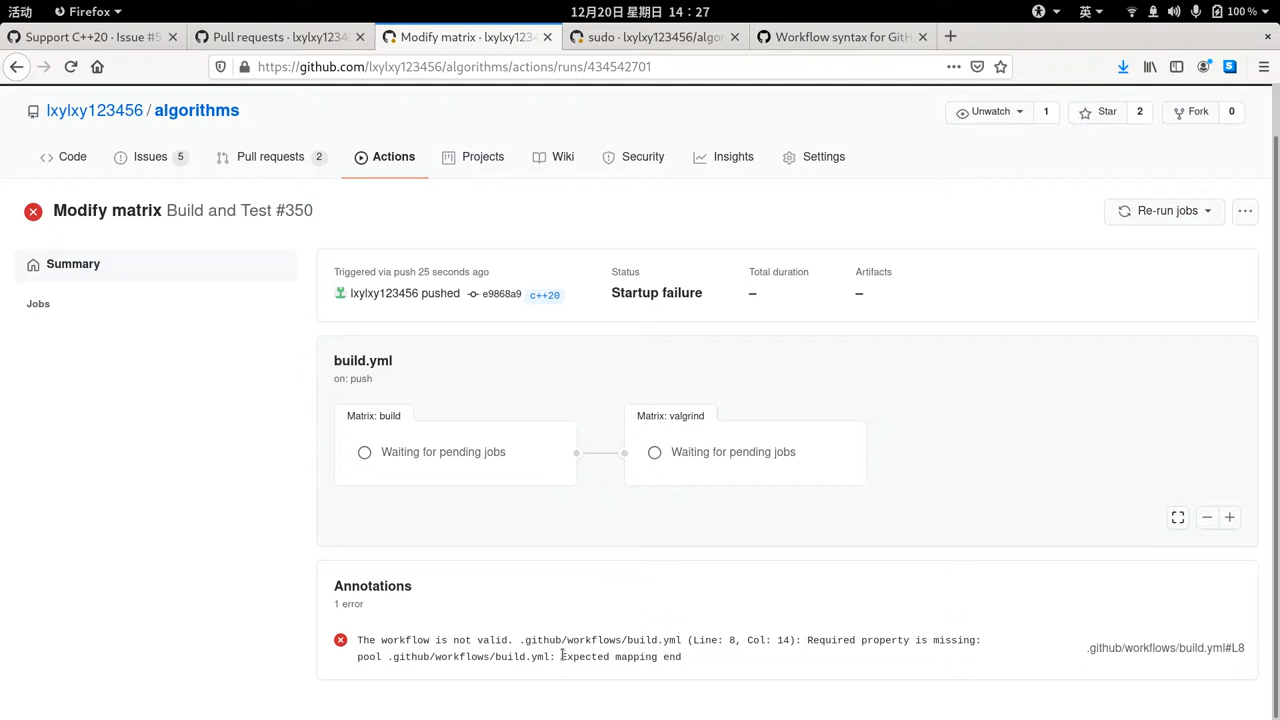 活动 Firefox 12月20日 星期日 14：27 英 100 %
Support C++20 · Issue #5 Pull requests · lxylxy1234 Modify matrix · lxylxy1234 sudo · lxylxy123456/algor Workflow syntax for GitH
https://github.com/lxylxy123456/algorithms/actions/runs/434542701
lxylxy123456 / algorithms Unwatch 1 Star 2 Fork 0
Code Issues 5 Pull requests 2 Actions Projects Wiki Security Insights Settings
Modify matrix Build and Test #350 Re-run jobs
Summary
Jobs
Triggered via push 25 seconds ago Status Total duration Artifacts
lxylxy123456 pushed e9868a9 c++20 Startup failure – –
build.yml
on: push
Matrix: build Matrix: valgrind
Waiting for pending jobs Waiting for pending jobs
Annotations
1 error
The workflow is not valid. .github/workflows/build.yml (Line: 8, Col: 14): Required property is missing:
pool .github/workflows/build.yml: Expected mapping end .github/workflows/build.yml#L8